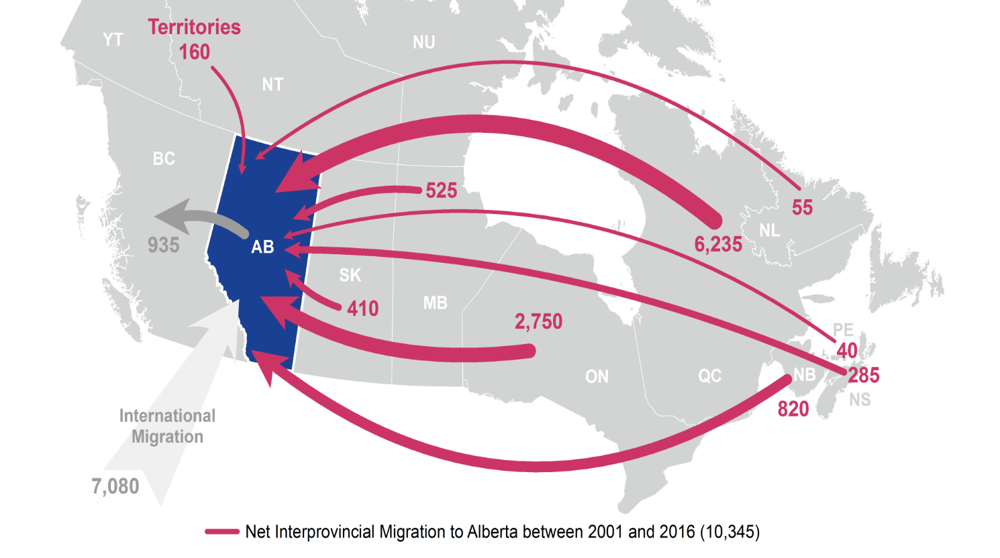 Territories
160
YT
NU
NT
BC
525
55
6,235
NL
935
AB
SK
410
MB
2,750
PE
40
285
ON
QC
NB
NS
820
International
Migration
7,080
Net Interprovincial Migration to Alberta between 2001 and 2016 (10,345)